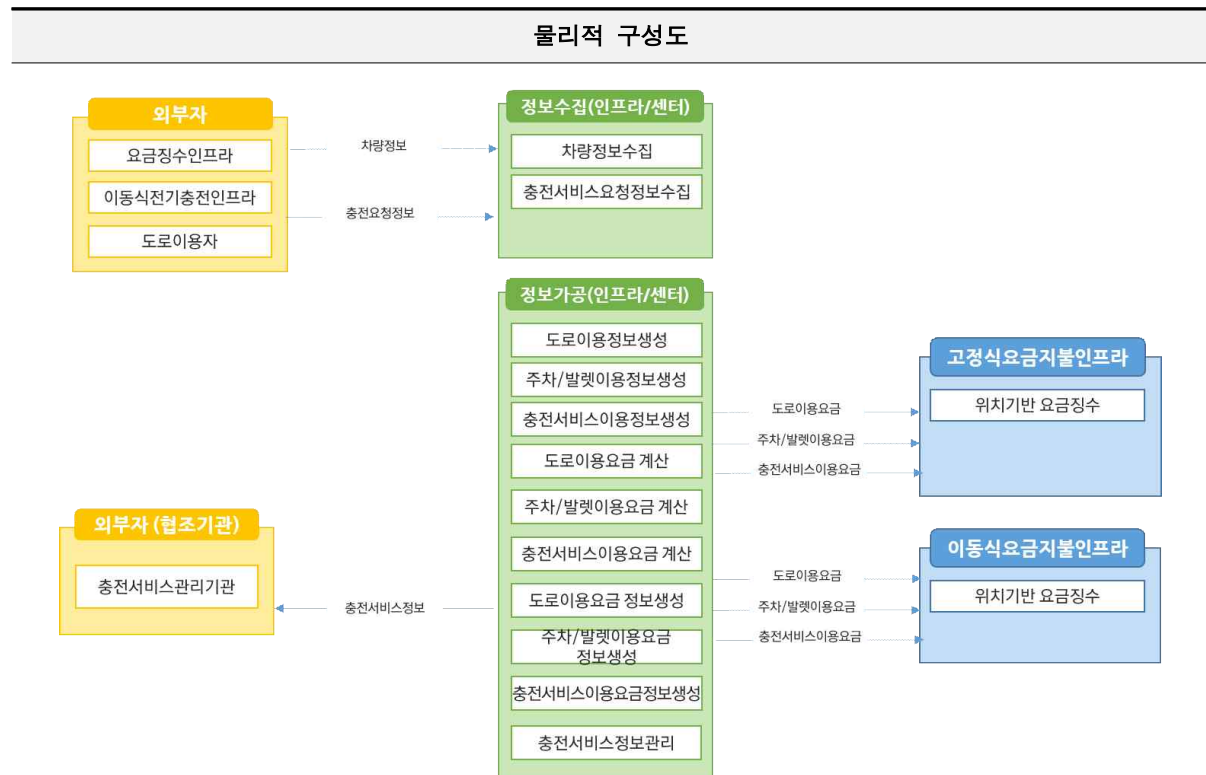 물리적 구성도
외부자
요금징수인프라
이동식전기충전인프라
도로이용자
차량정보
충전요청정보
정보수집(인프라/센터)
차량정보수집
충전서비스요청정보수집
정보가공(인프라/센터)
도로이용정보생성
주차/발렛이용정보생성
충전서비스이용정보생성
도로이용요금 계산
주차/발렛이용요금 계산
충전서비스이용요금 계산
도로이용요금 정보생성
주차/발렛이용요금
정보생성
충전서비스이용요금정보생성
충전서비스정보관리
도로이용요금
주차/발렛이용요금
충전서비스이용요금
고정식요금지불인프라
위치기반 요금징수
외부자 (협조기관)
충전서비스관리기관
충전서비스정보
도로이용요금
주차/발렛이용요금
충전서비스이용요금
이동식요금지불인프라
위치기반 요금징수